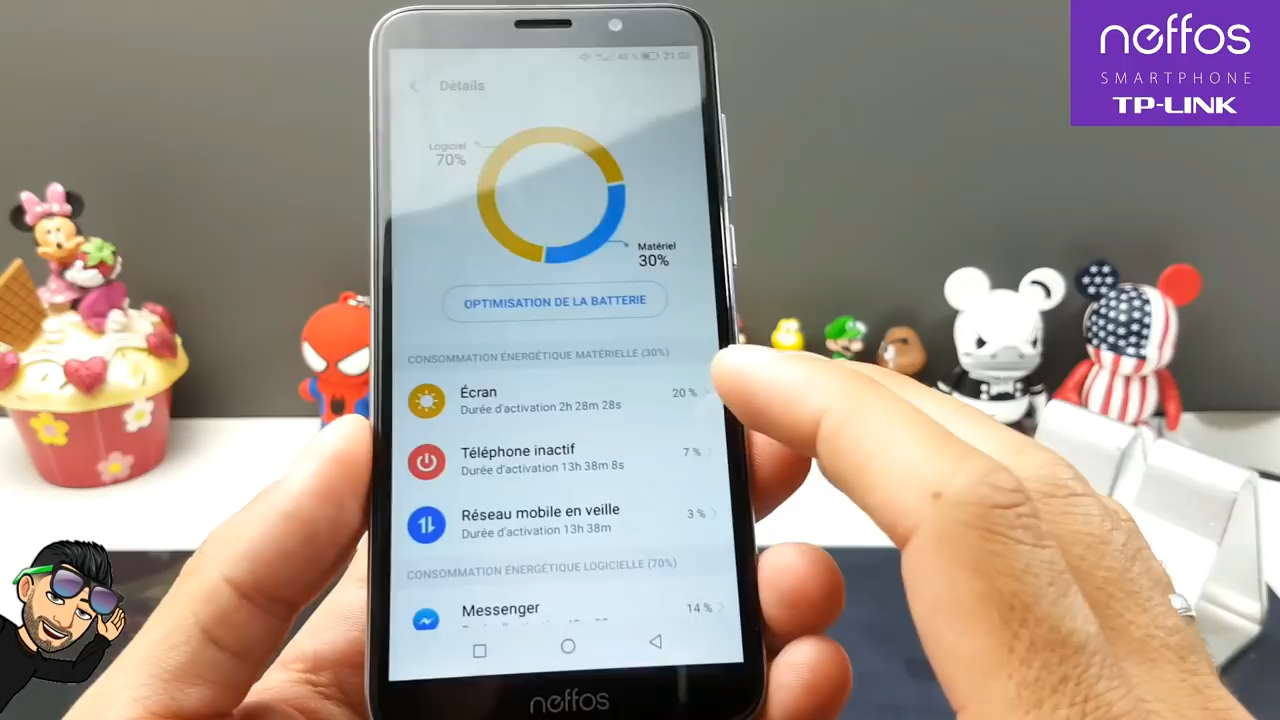 neffos
SMARTPHONE
TP-LINK
21:08
Détails
Logiciel
70%
Matériel
30%
OPTIMISATION DE LA BATTERIE
CONSOMMATION ÉNERGÉTIQUE MATÉRIELLE (30%)
Écran
20 %
Durée d'activation 2h 28m 28s
Téléphone inactif
7 %
Durée d'activation 13h 38m 8s
Réseau mobile en veille
3 %
Durée d'activation 13h 38m
CONSOMMATION ÉNERGÉTIQUE LOGICIELLE (70%)
Messenger
14 %
neffos